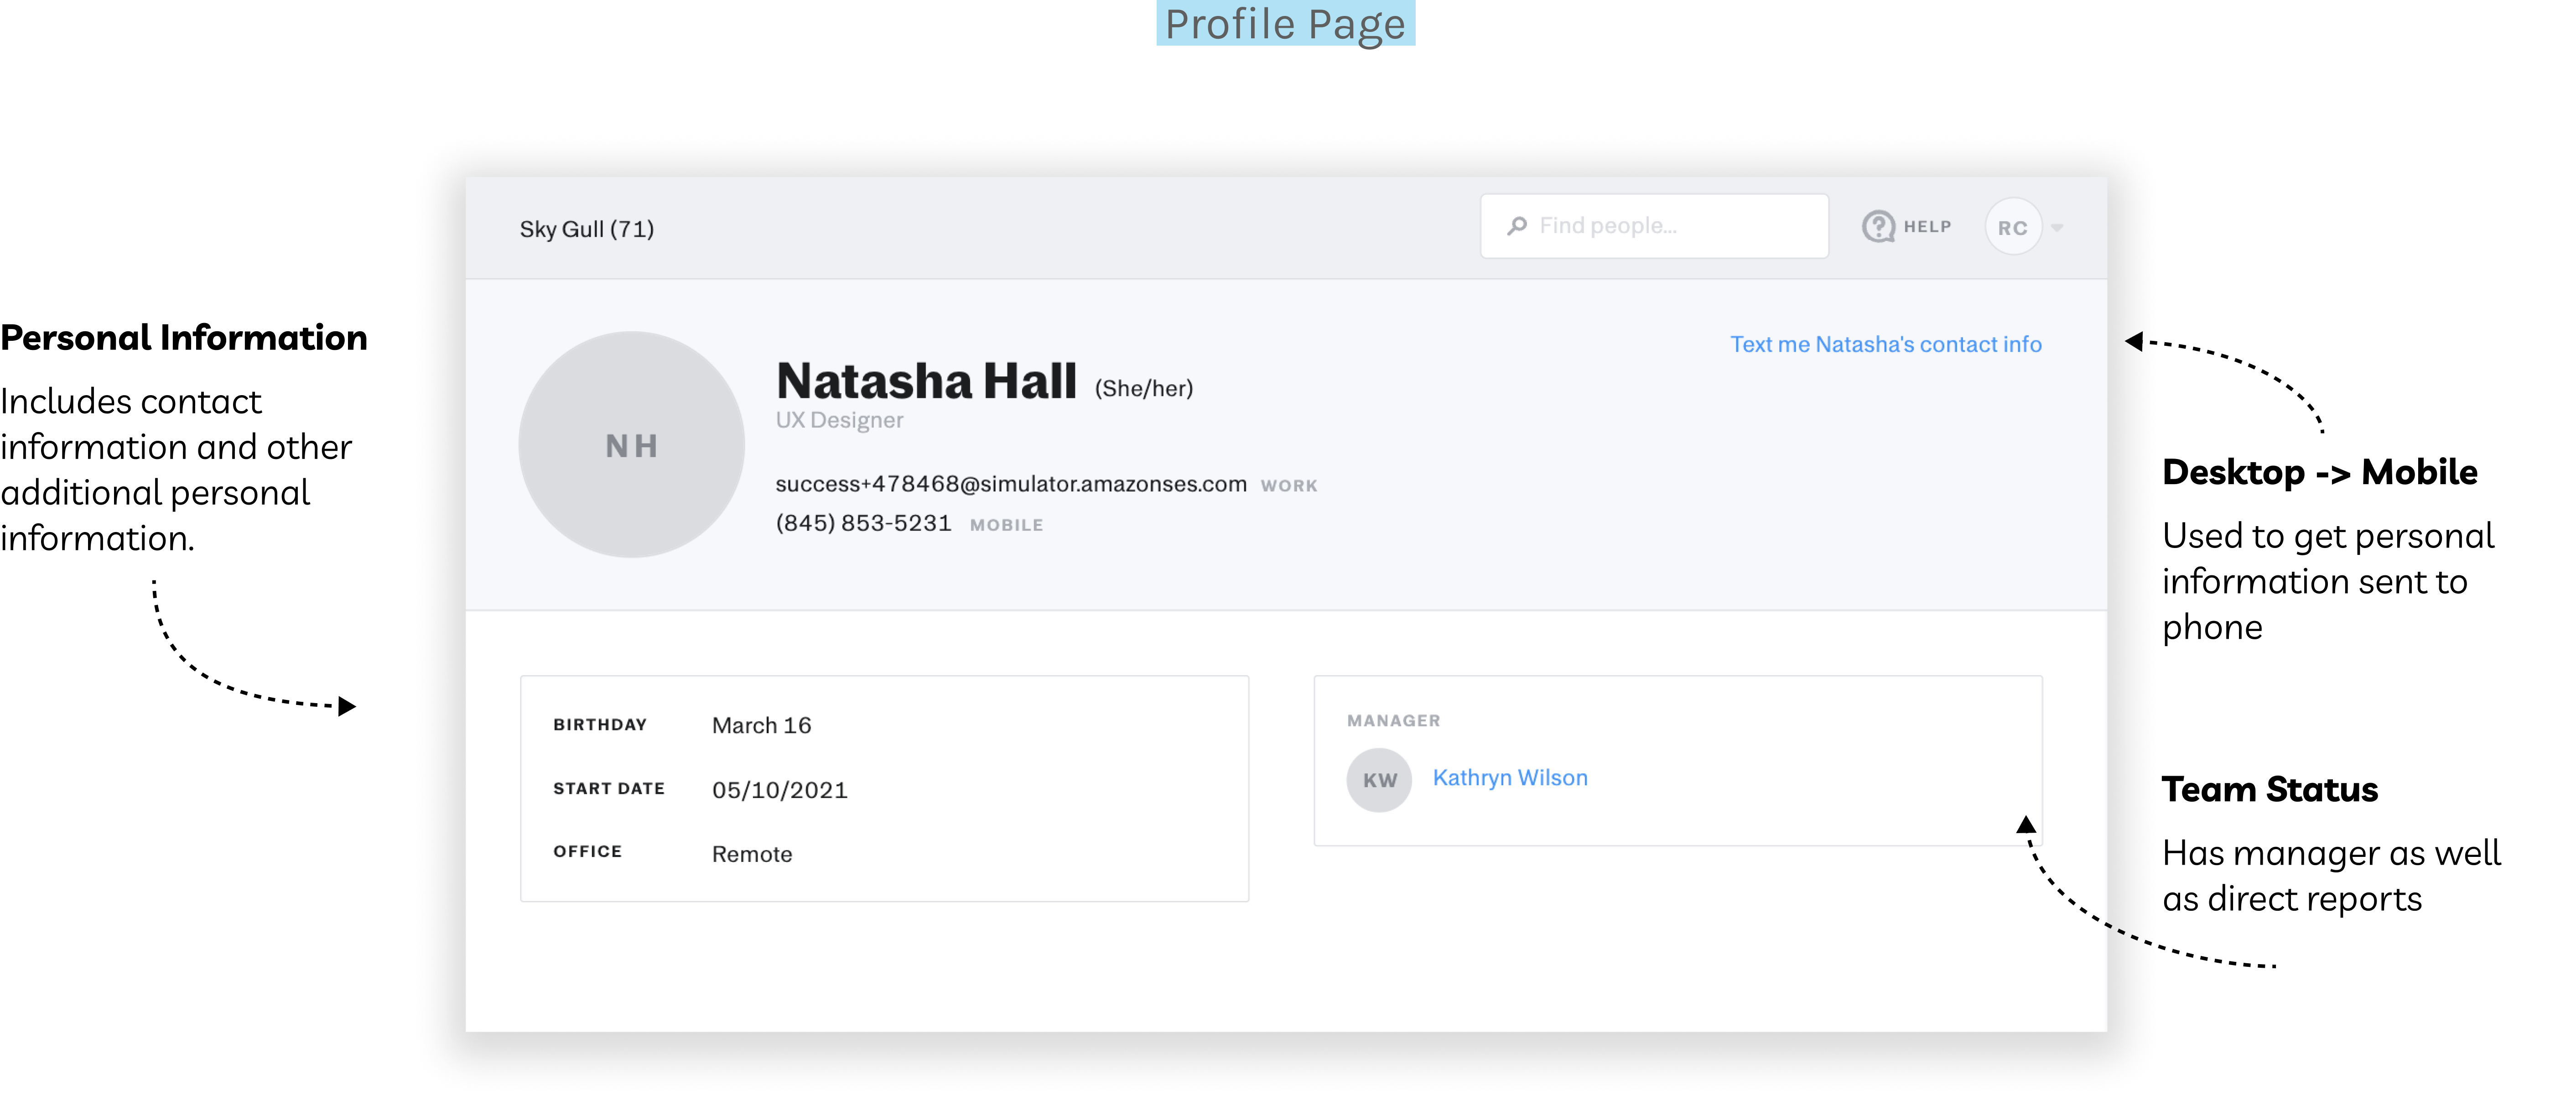 Profile Page
Sky Gull (71)
Find people...
HELP
RC
Personal Information
Includes contact
information and other
additional personal
information.
NH
Natasha Hall (She/her)
UX Designer
success+478468@simulator.amazonses.com WORK
(845) 853-5231 MOBILE
Text me Natasha's contact info
Desktop -> Mobile
Used to get personal
information sent to
phone
BIRTHDAY March 16
START DATE 05/10/2021
OFFICE Remote
MANAGER
KW Kathryn Wilson
Team Status
Has manager as well
as direct reports